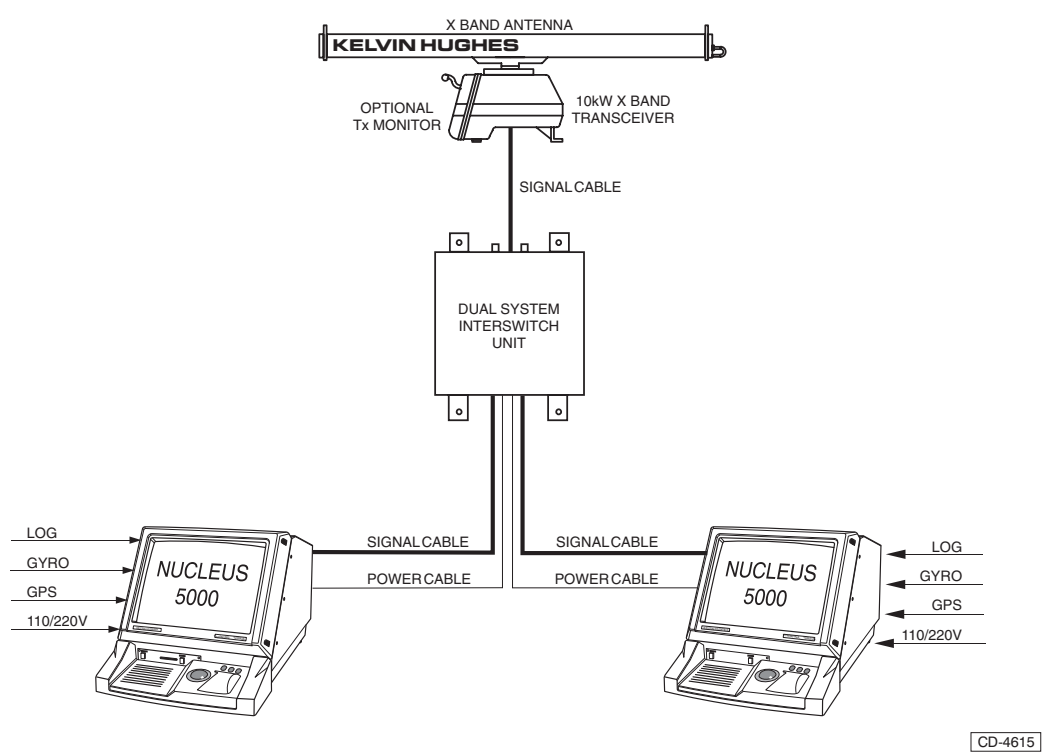 X BAND ANTENNA
KELVIN HUGHES
OPTIONAL
Tx MONITOR
10kW X BAND
TRANSCEIVER
SIGNAL CABLE
DUAL SYSTEM
INTERSWITCH
UNIT
LOG
GYRO
GPS
110/220V
NUCLEUS
5000
SIGNAL CABLE
POWER CABLE
SIGNAL CABLE
POWER CABLE
NUCLEUS
5000
LOG
GYRO
GPS
110/220V
CD-4615